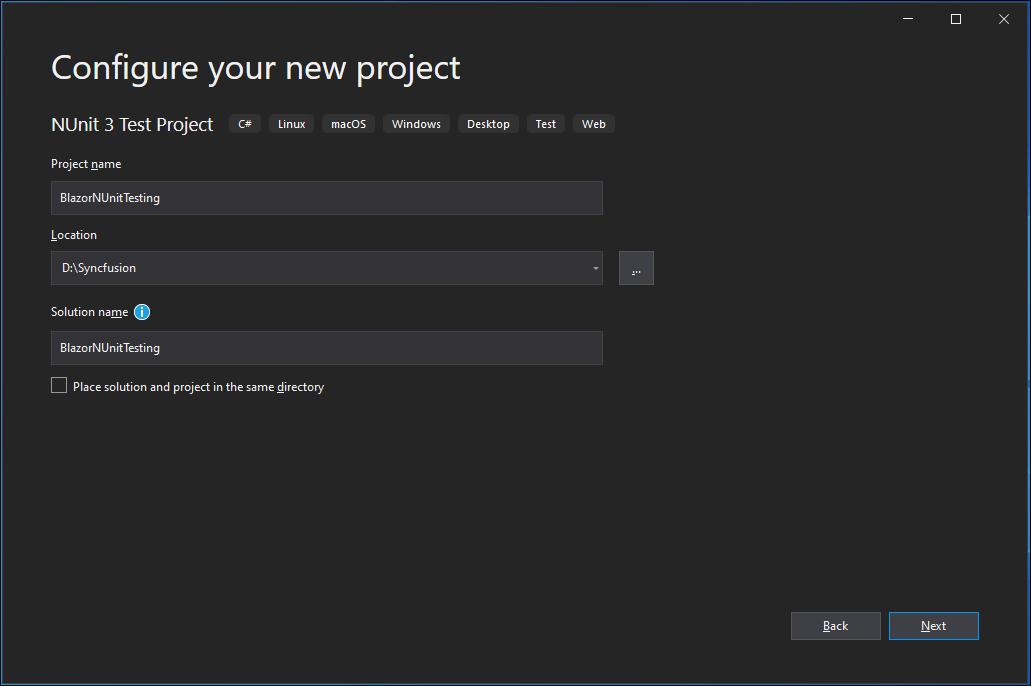 Configure your new project
NUnit 3 Test Project C# Linux macOS Windows Desktop Test Web
Project name
BlazorNUnitTesting
Location
D:\Syncfusion
...
Solution name
BlazorNUnitTesting
Place solution and project in the same directory
Back Next